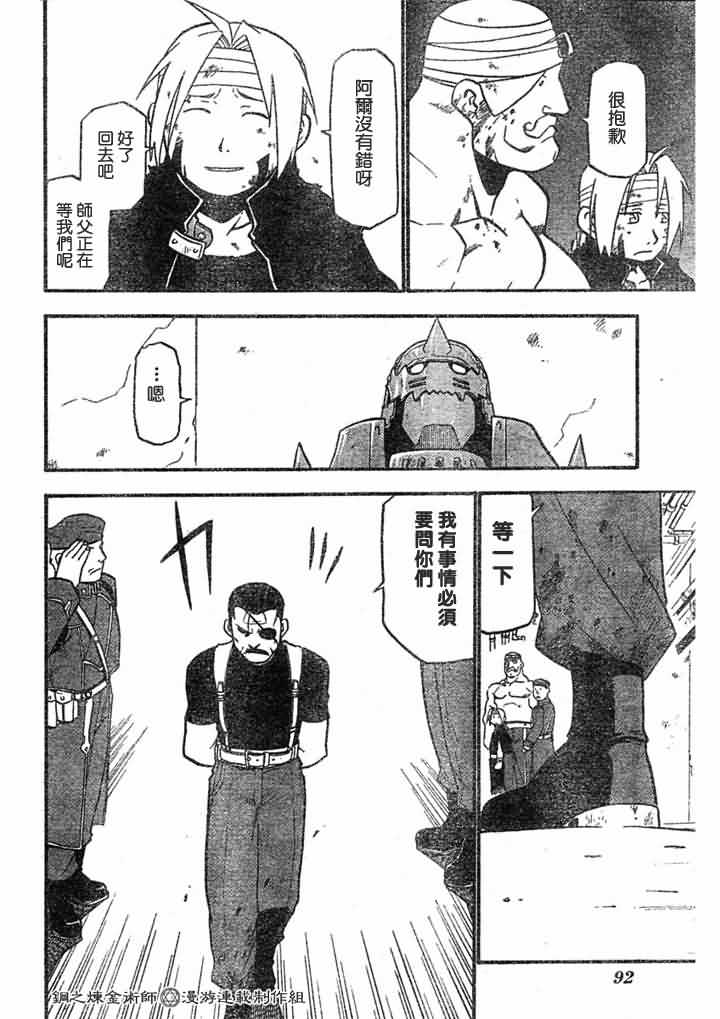 很抱歉
阿爾沒有錯呀
好了
回去吧
師父正在
等我們呢
…嗯
等一下
我有事情必須
要問你們
92
鋼之煉金術師 漫游連載制作組